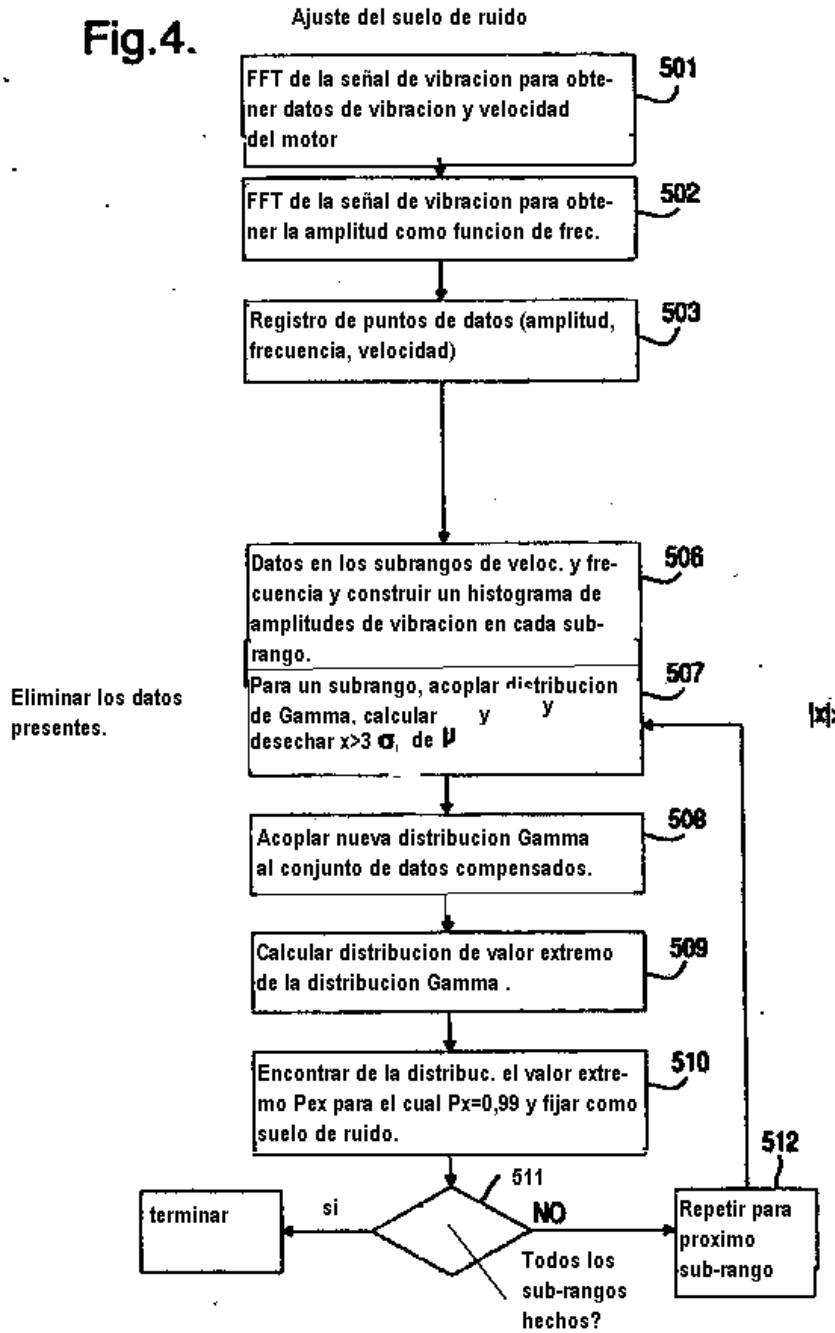 Fig.4.
Ajuste del suelo de ruido
FFT de la señal de vibracion para obte-
ner datos de vibracion y velocidad
del motor
501
FFT de la señal de vibracion para obte-
ner la amplitud como funcion de frec.
502
Registro de puntos de datos (amplitud,
frecuencia, velocidad)
503
Datos en los subrangos de veloc. y fre-
cuencia y construir un histograma de
amplitudes de vibracion en cada sub-
rango.
506
Eliminar los datos
presentes.
Para un subrango, acoplar distribucion
de Gamma, calcular y y
desechar x>3 σ, de μ
507
|x|>
Acoplar nueva distribucion Gamma
al conjunto de datos compensados.
508
Calcular distribucion de valor extremo
de la distribucion Gamma .
509
Encontrar de la distribuc. el valor extre-
mo Pex para el cual Px=0,99 y fijar como
suelo de ruido.
510
511
terminar
si
NO
Todos los
sub-rangos
hechos?
Repetir para
proximo
sub-rango
512